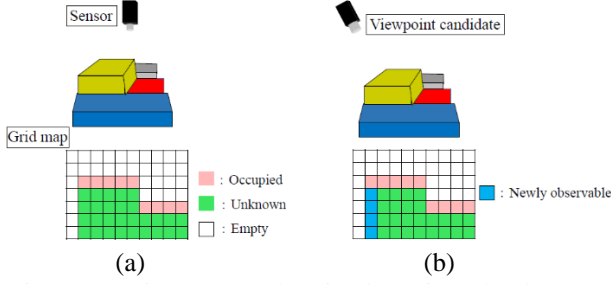 Sensor
Viewpoint candidate
Grid map
: Occupied
: Unknown
: Empty
: Newly observable
(a)
(b)